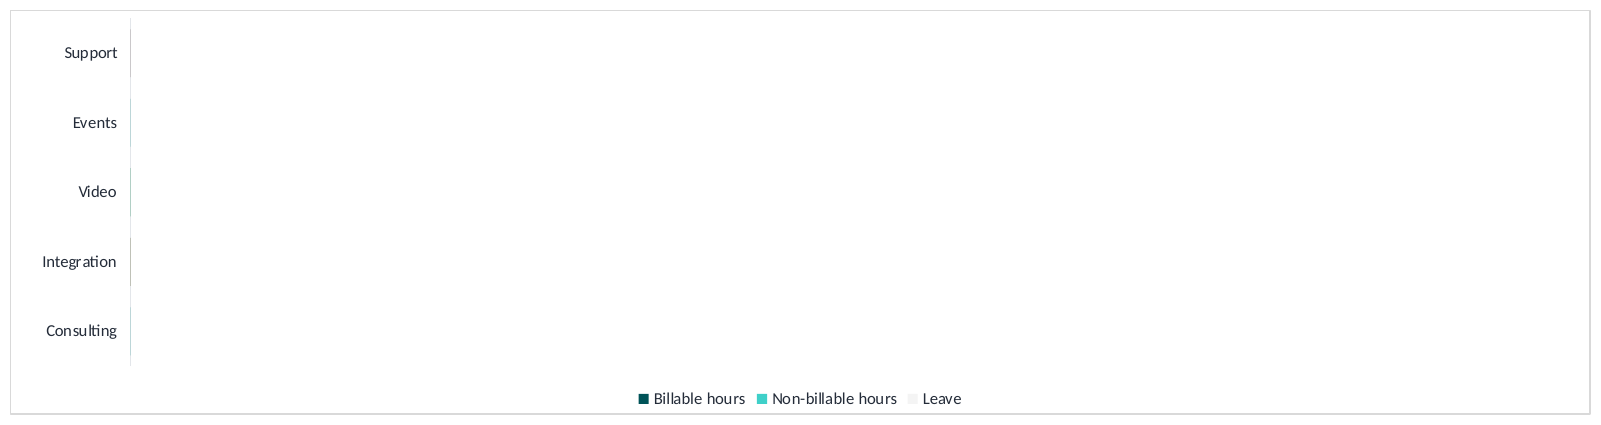 Support
Events
Video
Integration
Consulting
Billable hours Non-billable hours Leave